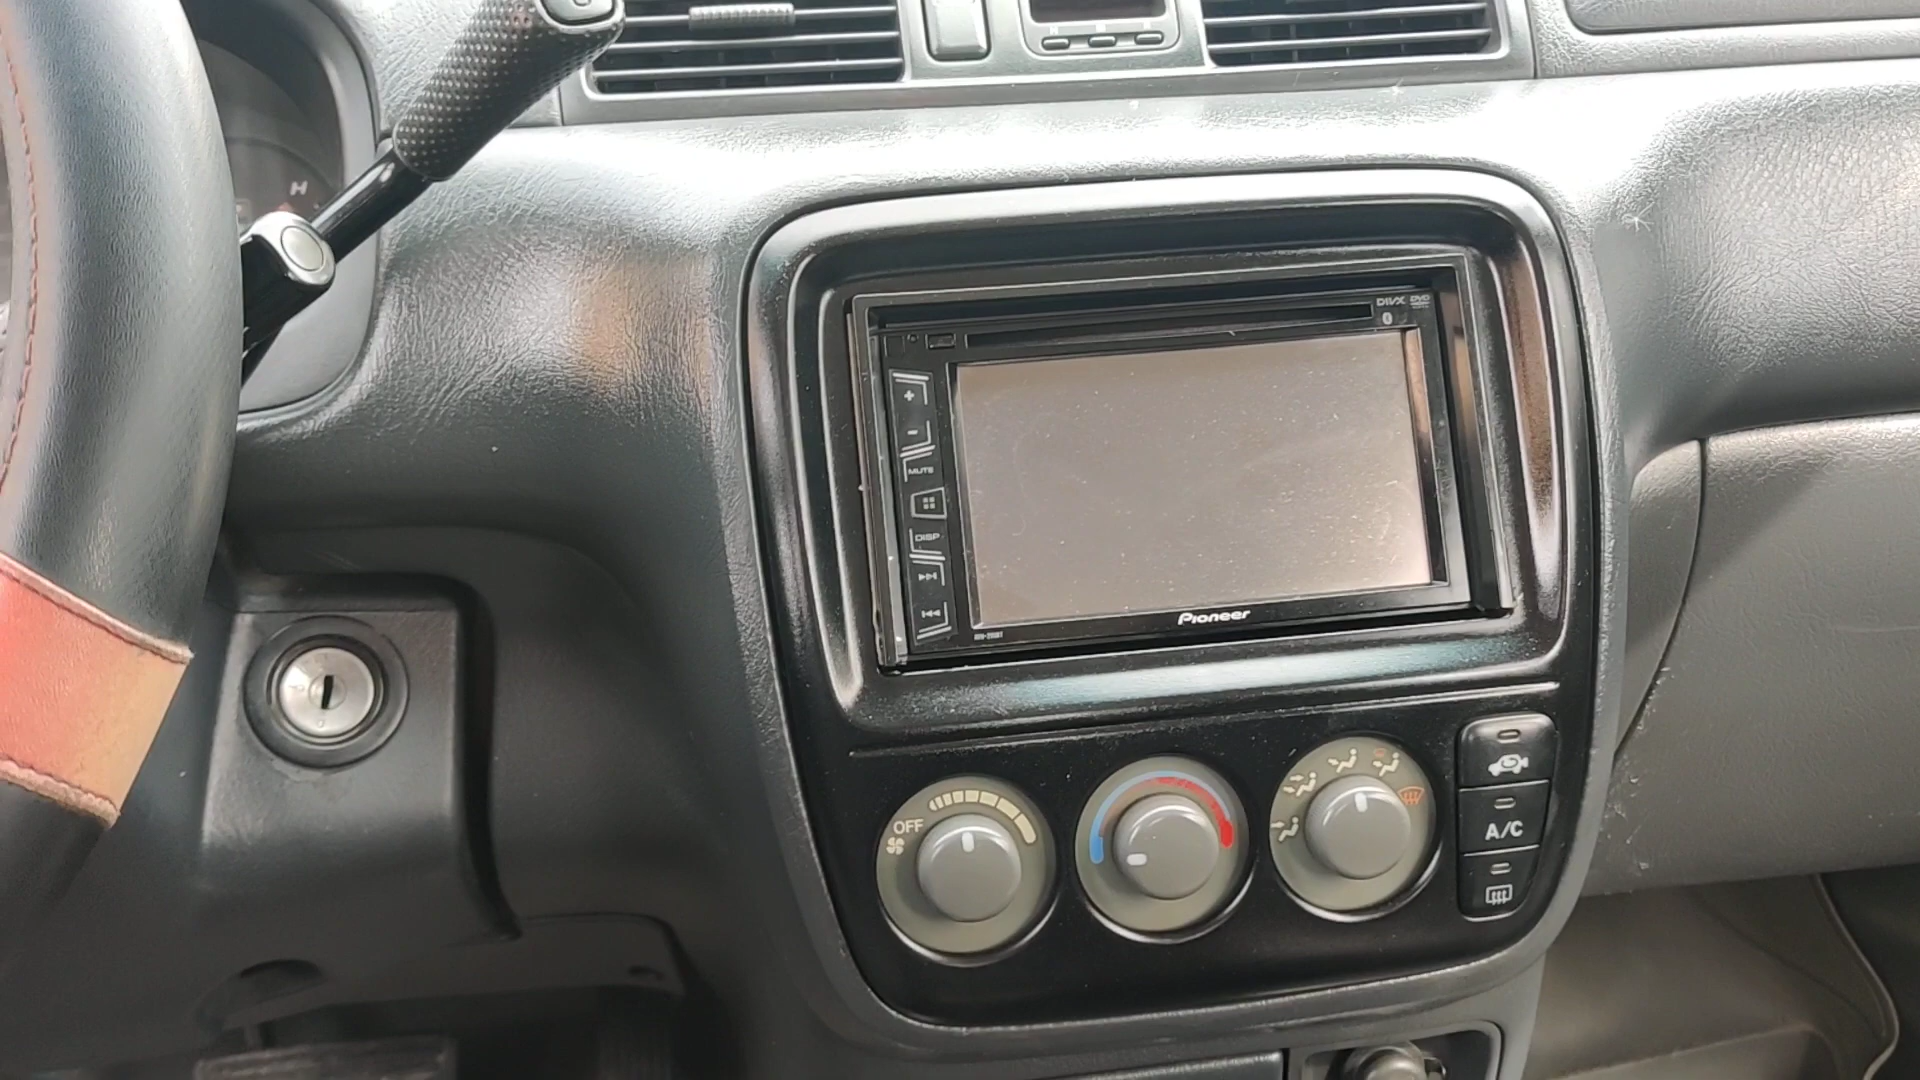 H
DIVX DVD
+
-
MUTE
DISP
Pioneer
OFF
A/C